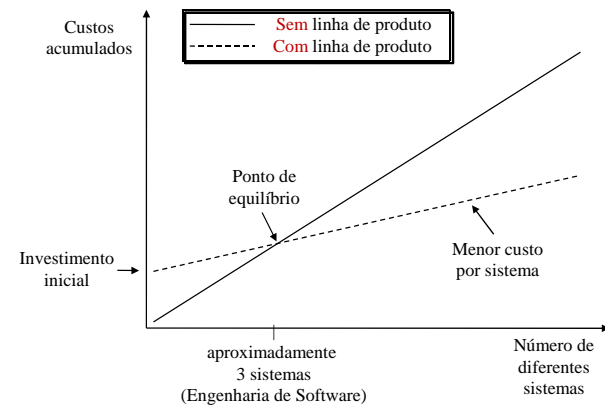 Custos
acumulados
Sem linha de produto
Com linha de produto
Ponto de
equilíbrio
Investimento
inicial
Menor custo
por sistema
aproximadamente
3 sistemas
(Engenharia de Software)
Número de
diferentes
sistemas